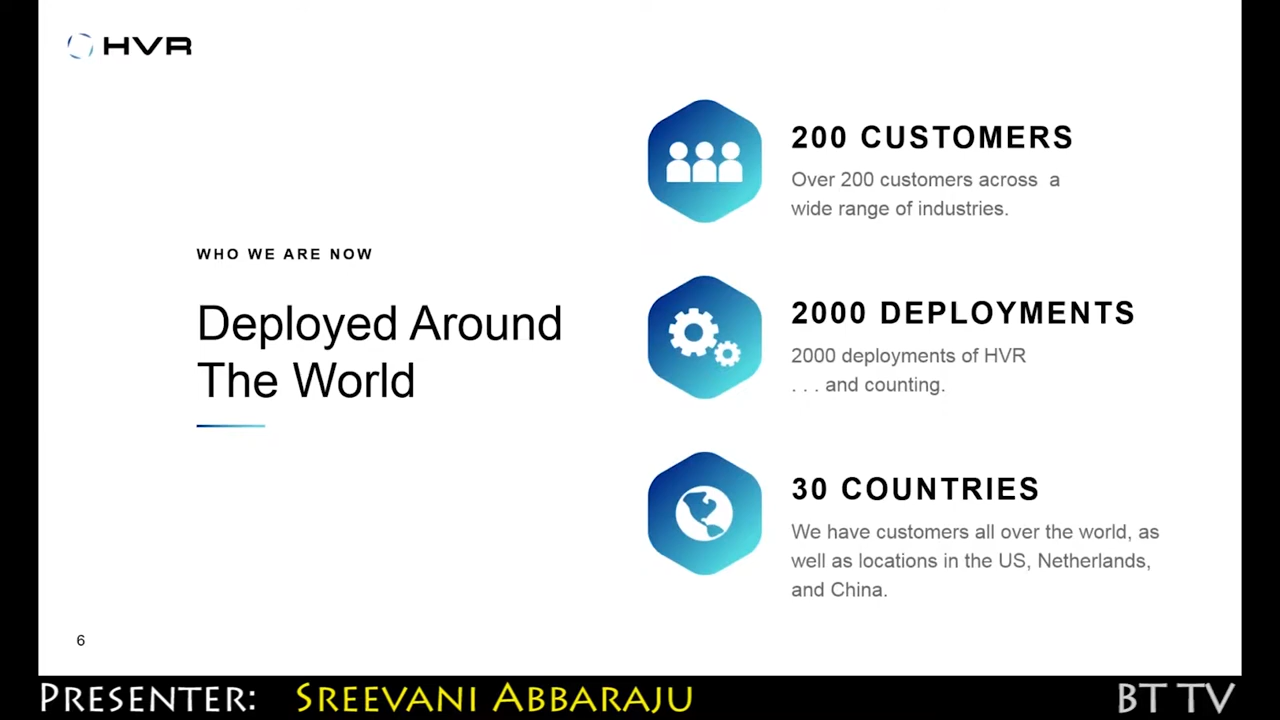 HVR
WHO WE ARE NOW
Deployed Around
The World
200 CUSTOMERS
Over 200 customers across a
wide range of industries.
2000 DEPLOYMENTS
2000 deployments of HVR
. . . and counting.
30 COUNTRIES
We have customers all over the world, as
well as locations in the US, Netherlands,
and China.
6
PRESENTER: SREEVANI ABBARAJU
BT TV